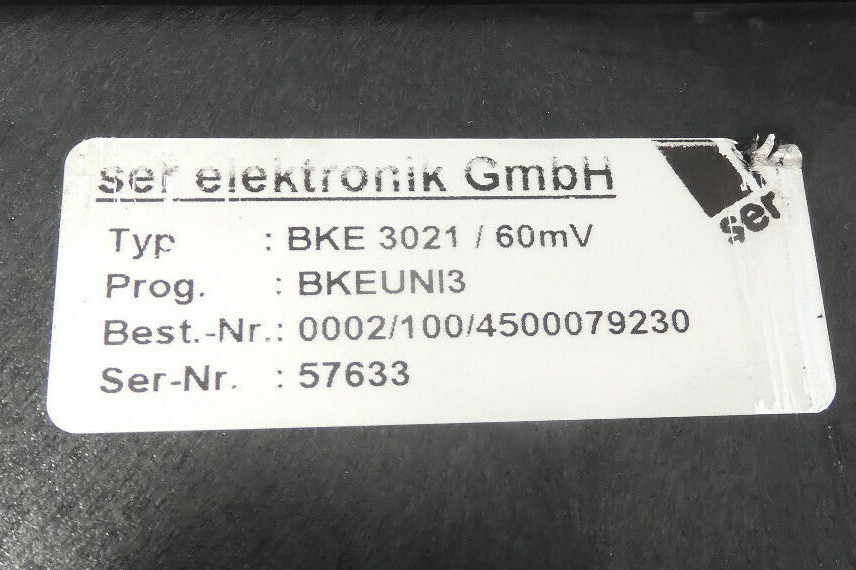 ser elektronik GmbH
ser
Typ : BKE 3021 / 60mV
Prog. : BKEUNI3
Best.-Nr.: 0002/100/4500079230
Ser-Nr. : 57633